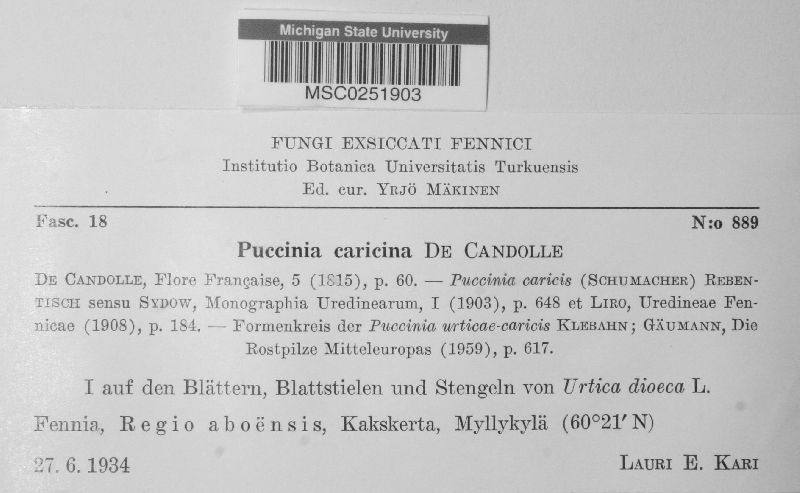 Michigan State University
MSC0251903
FUNGI EXSICCATI FENNICI
Institutio Botanica Universitatis Turkuensis
Ed. cur. YRJÖ MÄKINEN
Fasc. 18 N:o 889
Puccinia caricina DE CANDOLLE
DE CANDOLLE, Flore Française, 5 (1815), p. 60. — Puccinia caricis (SCHUMACHER) REBEN-
TISCH sensu SYDOW, Monographia Uredinearum, I (1903), p. 648 et LIRO, Uredineae Fen-
nicae (1908), p. 184. — Formenkreis der Puccinia urticae-caricis KLEBAHN; GÄUMANN, Die
Rostpilze Mitteleuropas (1959), p. 617.
I auf den Blättern, Blattstielen und Stengeln von Urtica dioeca L.
Fennia, Regio aboënsis, Kakskerta, Myllykylä (60°21′ N)
27. 6. 1934 LAURI E. KARI